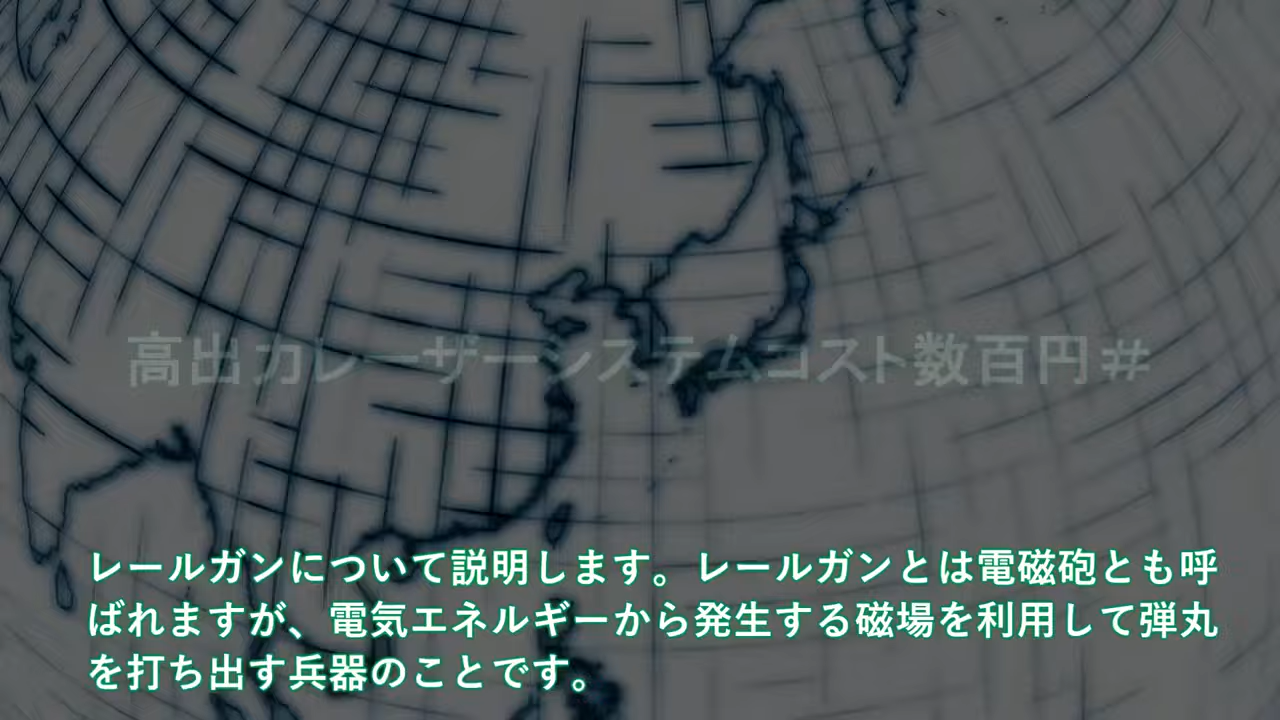 高出力レーザーシステムコスト数百円#
レールガンについて説明します。レールガンとは電磁砲とも呼
ばれますが、電気エネルギーから発生する磁場を利用して弾丸
を打ち出す兵器のことです。